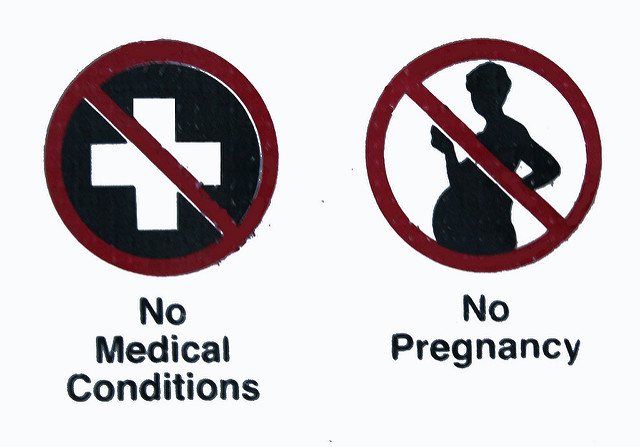 No
Medical
Conditions
No
Pregnancy